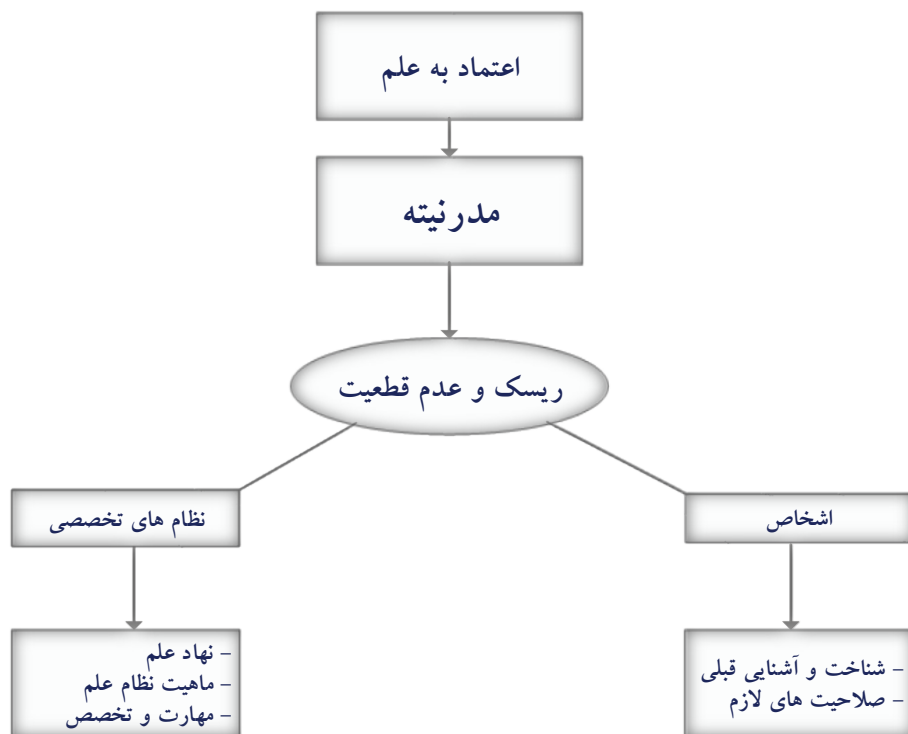 اعتماد به علم
مدرنیته
ریسک و عدم قطعیت
اشخاص
نظام های تخصصی
– شناخت و آشنایی قبلی
– صلاحیت های لازم
– نهاد علم
– ماهیت نظام علم
– مهارت و تخصص